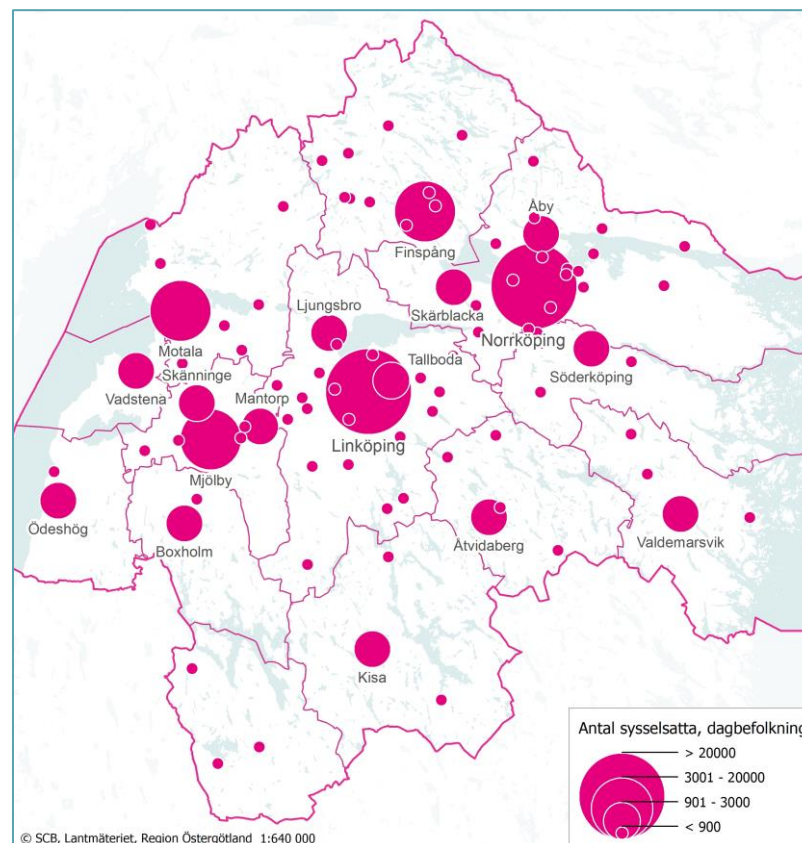 Åby
Finspång
Ljungsbro
Skärblacka
Norrköping
Motala
Tallboda
Skänninge
Söderköping
Vadstena
Mantorp
Linköping
Mjölby
Ödeshög
Boxholm
Åtvidaberg
Valdemarsvik
Kisa
Antal sysselsatta, dagbefolkning
> 20000
3001 - 20000
901 - 3000
< 900
© SCB, Lantmäteriet, Region Östergötland 1:640 000